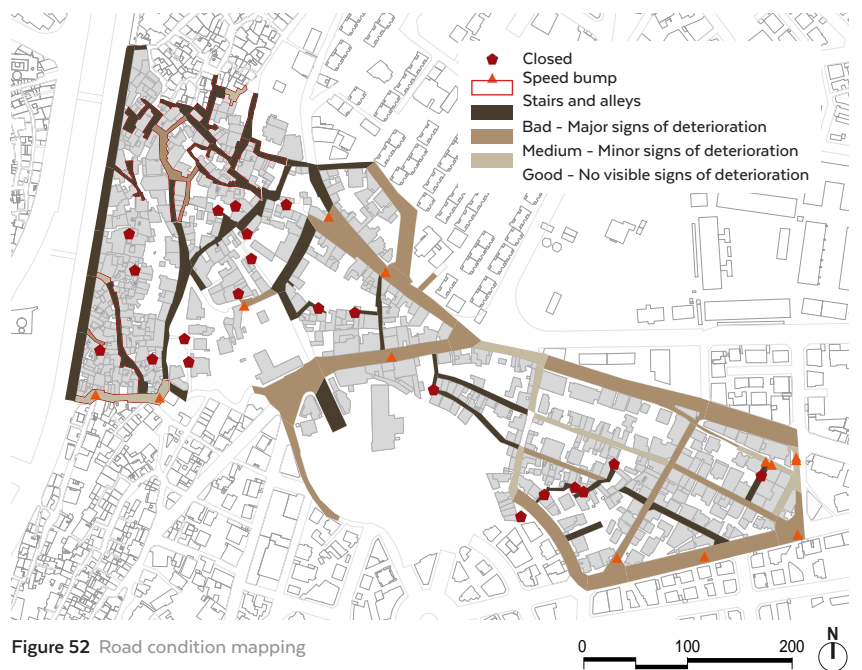 Closed
Speed bump
Stairs and alleys
Bad - Major signs of deterioration
Medium - Minor signs of deterioration
Good - No visible signs of deterioration
Figure 52 Road condition mapping
0 100 200
N